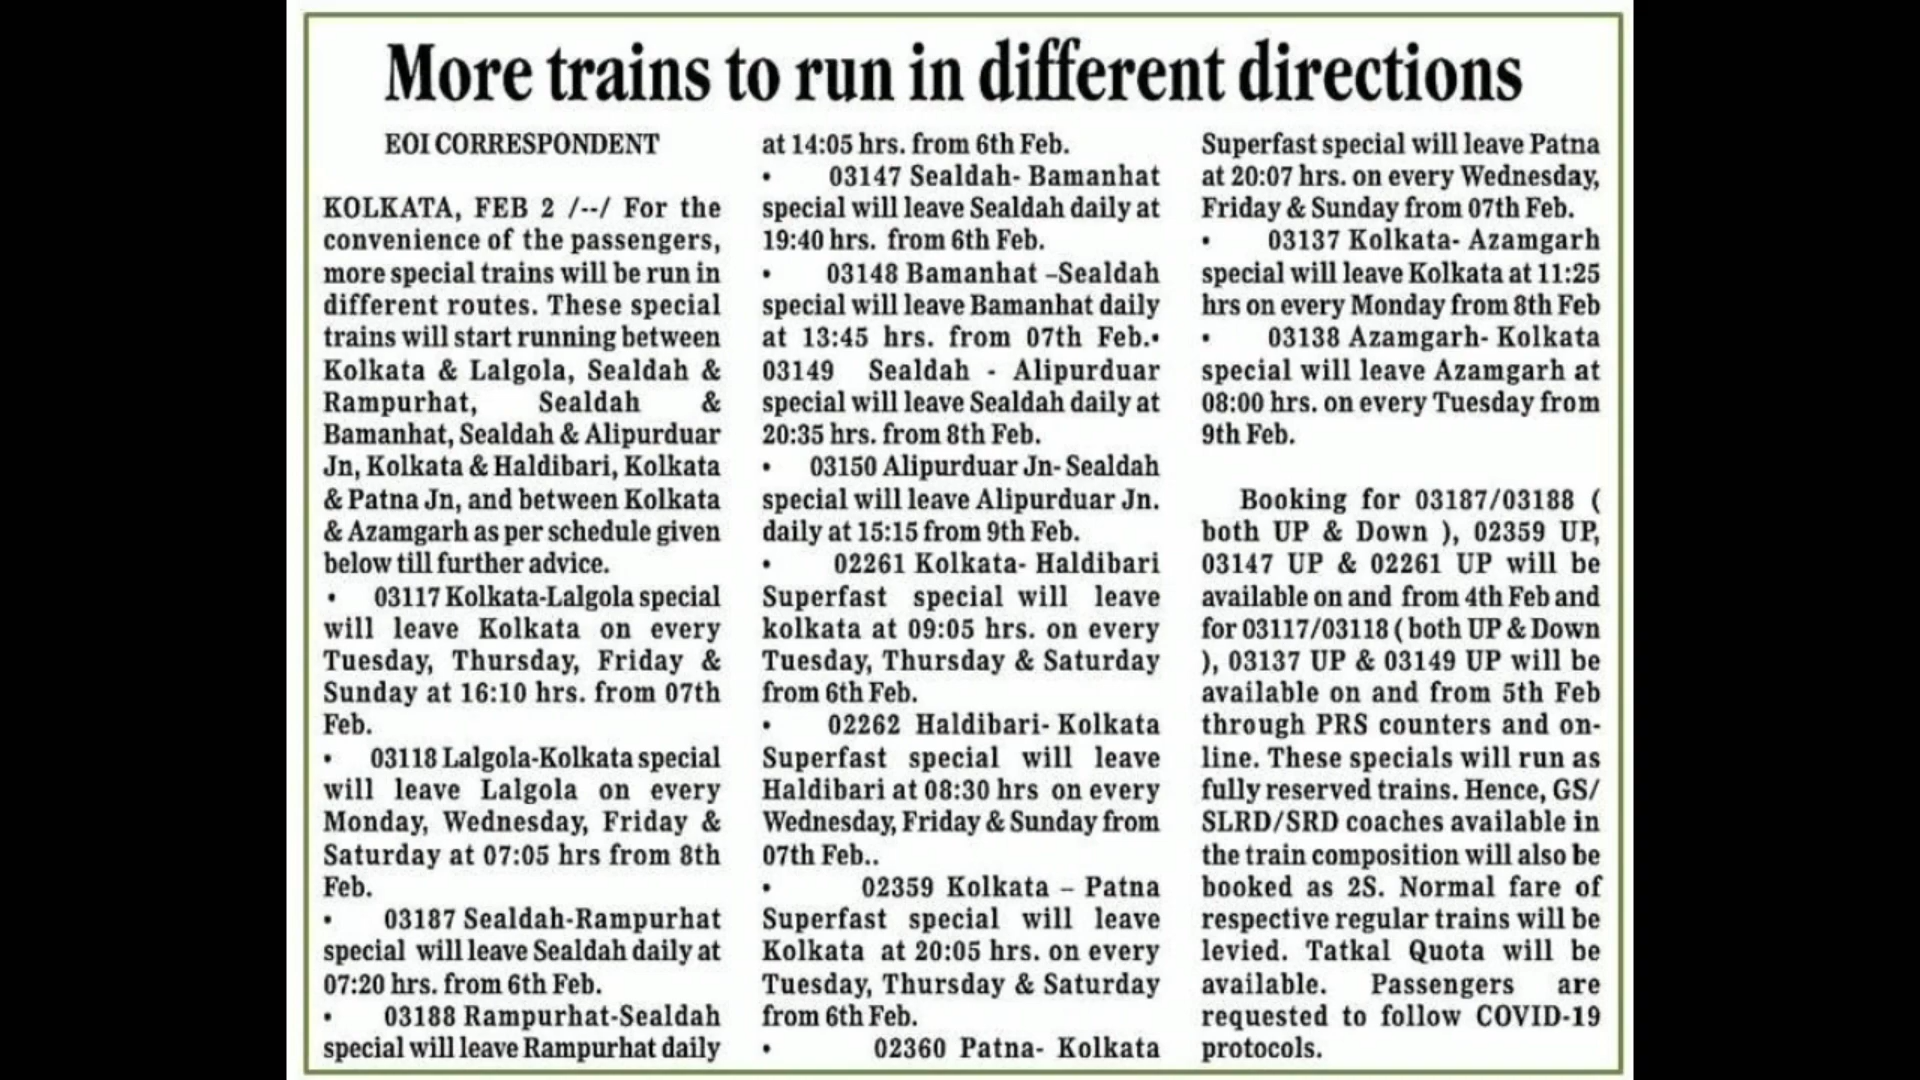 More trains to run in different directions
EOI CORRESPONDENT
KOLKATA, FEB 2 /--/ For the
convenience of the passengers,
more special trains will be run in
different routes. These special
trains will start running between
Kolkata & Lalgola, Sealdah &
Rampurhat, Sealdah &
Bamanhat, Sealdah & Alipurduar
Jn, Kolkata & Haldibari, Kolkata
& Patna Jn, and between Kolkata
& Azamgarh as per schedule given
below till further advice.
• 03117 Kolkata-Lalgola special
will leave Kolkata on every
Tuesday, Thursday, Friday &
Sunday at 16:10 hrs. from 07th
Feb.
• 03118 Lalgola-Kolkata special
will leave Lalgola on every
Monday, Wednesday, Friday &
Saturday at 07:05 hrs from 8th
Feb.
• 03187 Sealdah-Rampurhat
special will leave Sealdah daily at
07:20 hrs. from 6th Feb.
• 03188 Rampurhat-Sealdah
special will leave Rampurhat daily
at 14:05 hrs. from 6th Feb.
• 03147 Sealdah- Bamanhat
special will leave Sealdah daily at
19:40 hrs. from 6th Feb.
• 03148 Bamanhat –Sealdah
special will leave Bamanhat daily
at 13:45 hrs. from 07th Feb.•
03149 Sealdah - Alipurduar
special will leave Sealdah daily at
20:35 hrs. from 8th Feb.
• 03150 Alipurduar Jn- Sealdah
special will leave Alipurduar Jn.
daily at 15:15 from 9th Feb.
• 02261 Kolkata- Haldibari
Superfast special will leave
kolkata at 09:05 hrs. on every
Tuesday, Thursday & Saturday
from 6th Feb.
• 02262 Haldibari- Kolkata
Superfast special will leave
Haldibari at 08:30 hrs on every
Wednesday, Friday & Sunday from
07th Feb..
• 02359 Kolkata – Patna
Superfast special will leave
Kolkata at 20:05 hrs. on every
Tuesday, Thursday & Saturday
from 6th Feb.
• 02360 Patna- Kolkata
Superfast special will leave Patna
at 20:07 hrs. on every Wednesday,
Friday & Sunday from 07th Feb.
• 03137 Kolkata- Azamgarh
special will leave Kolkata at 11:25
hrs on every Monday from 8th Feb
• 03138 Azamgarh- Kolkata
special will leave Azamgarh at
08:00 hrs. on every Tuesday from
9th Feb.
Booking for 03187/03188 (
both UP & Down ), 02359 UP,
03147 UP & 02261 UP will be
available on and from 4th Feb and
for 03117/03118 ( both UP & Down
), 03137 UP & 03149 UP will be
available on and from 5th Feb
through PRS counters and on-
line. These specials will run as
fully reserved trains. Hence, GS/
SLRD/SRD coaches available in
the train composition will also be
booked as 2S. Normal fare of
respective regular trains will be
levied. Tatkal Quota will be
available. Passengers are
requested to follow COVID-19
protocols.